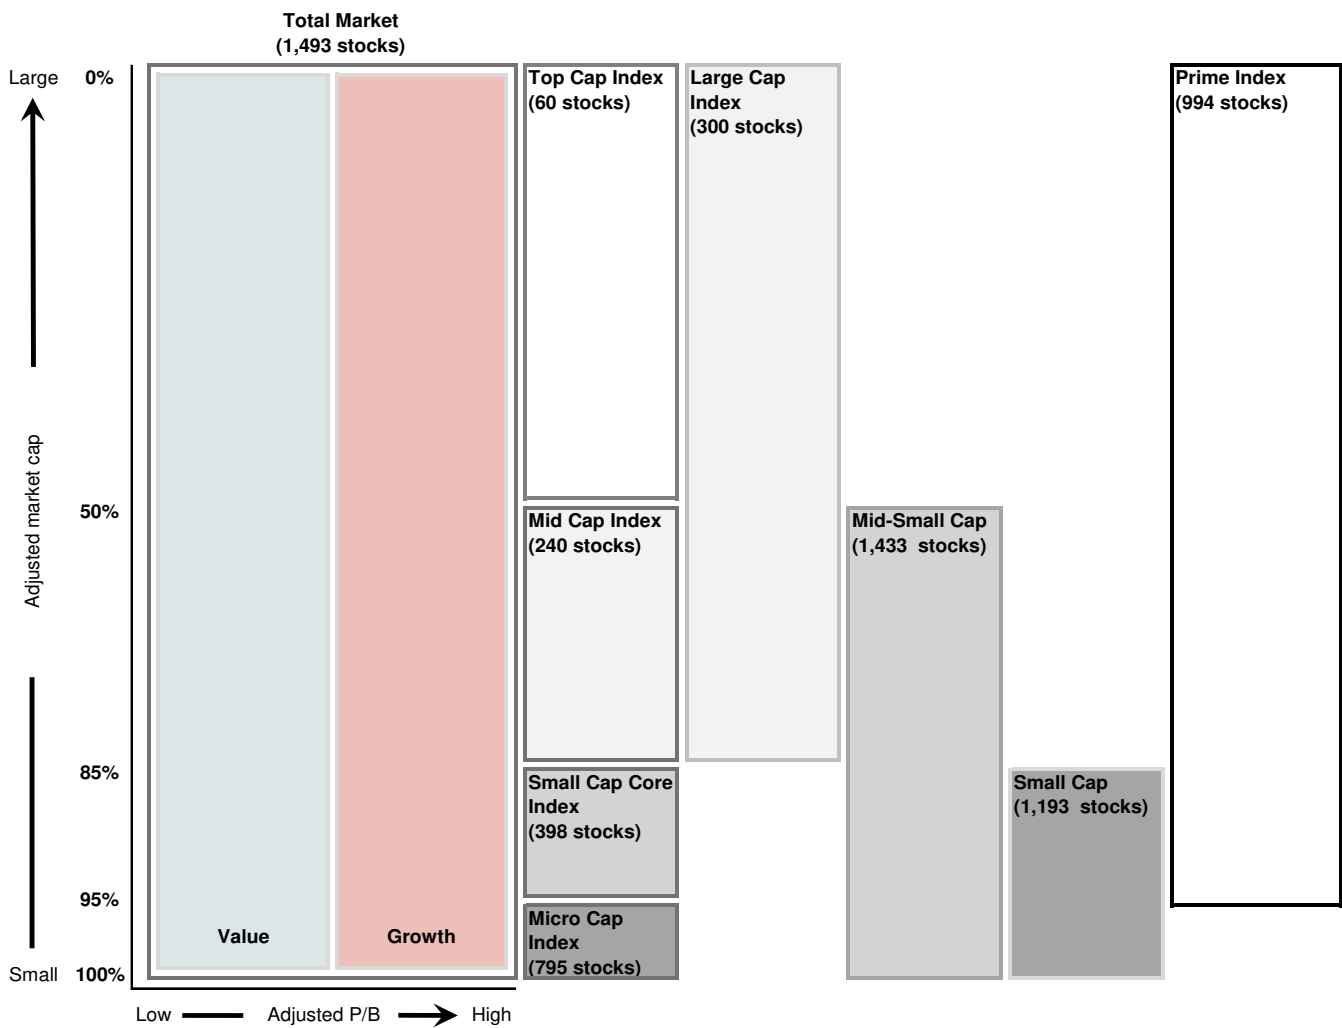 Total Market
(1,493 stocks)
Large
0%
Top Cap Index
(60 stocks)
Large Cap
Index
(300 stocks)
Prime Index
(994 stocks)
Adjusted market cap
50%
Mid Cap Index
(240 stocks)
Mid-Small Cap
(1,433  stocks)
85%
Small Cap Core
Index
(398 stocks)
Small Cap
(1,193  stocks)
95%
Micro Cap
Index
(795 stocks)
Value
Growth
Small
100%
Low
Adjusted P/B
High